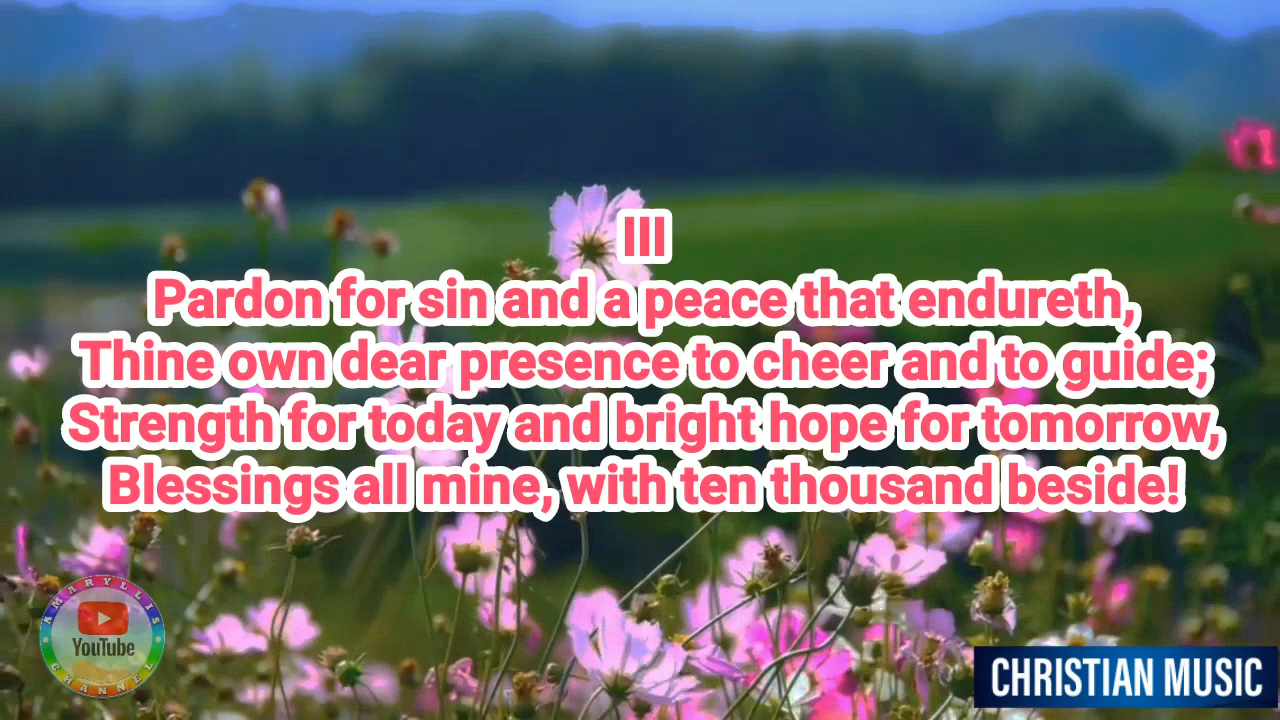 III
Pardon for sin and a peace that endureth,
Thine own dear presence to cheer and to guide;
Strength for today and bright hope for tomorrow,
Blessings all mine, with ten thousand beside!
AMARYLLIS
YouTube
CHANNEL
CHRISTIAN MUSIC